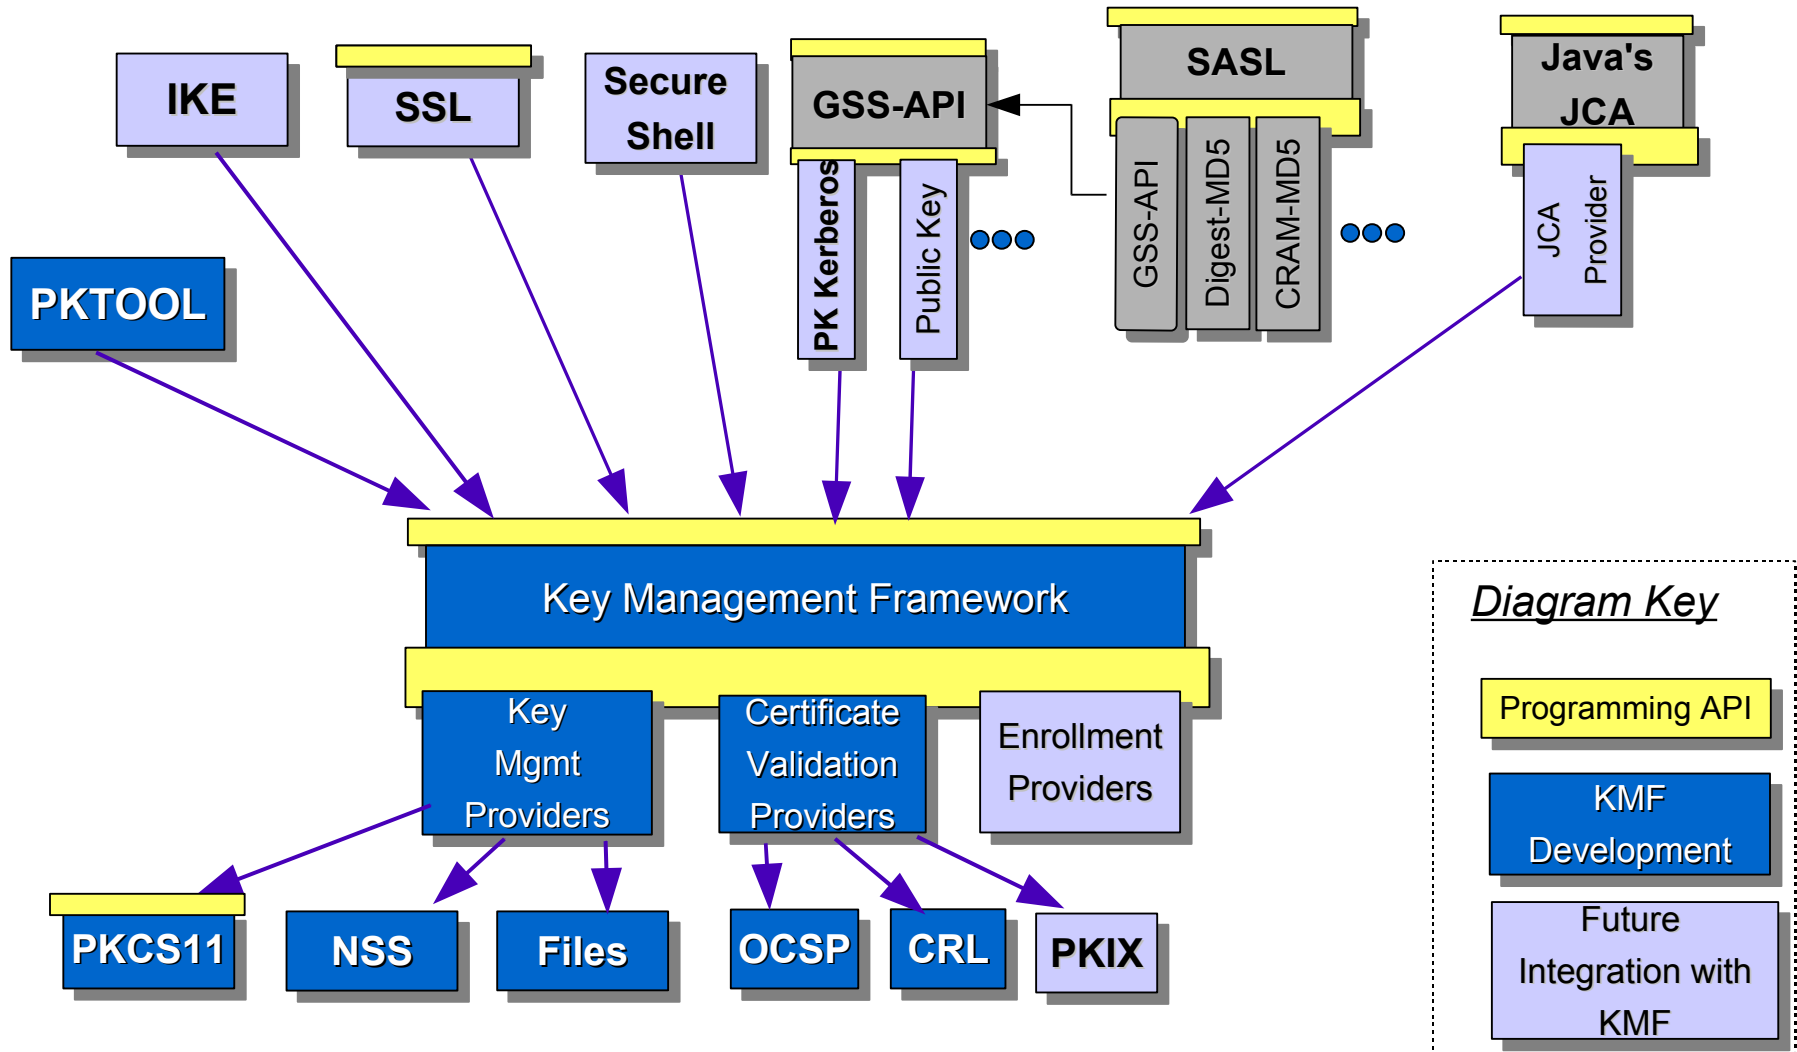 IKE
SSL
Secure
Shell
GSS-API
SASL
Java's
JCA
PK Kerberos
Public Key
GSS-API
Digest-MD5
CRAM-MD5
JCA
Provider
PKTOOL
Key Management Framework
Key
Mgmt
Providers
Certificate
Validation
Providers
Enrollment
Providers
PKCS11
NSS
Files
OCSP
CRL
PKIX
Diagram Key
Programming API
KMF
Development
Future
Integration with
KMF